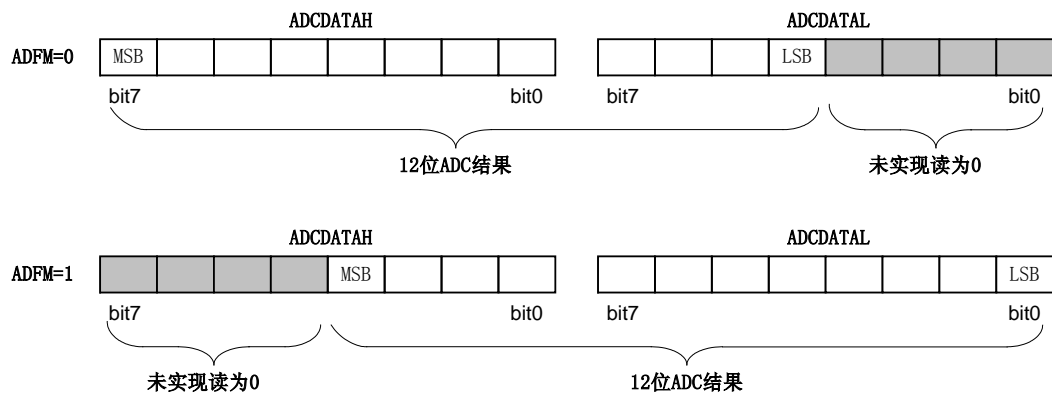 ADCDATAH ADCDATAL
ADFM=0 MSB LSB
bit7 bit0 bit7 bit0
12位ADC结果 未实现读为0
ADCDATAH ADCDATAL
ADFM=1 MSB LSB
bit7 bit0 bit7 bit0
未实现读为0 12位ADC结果